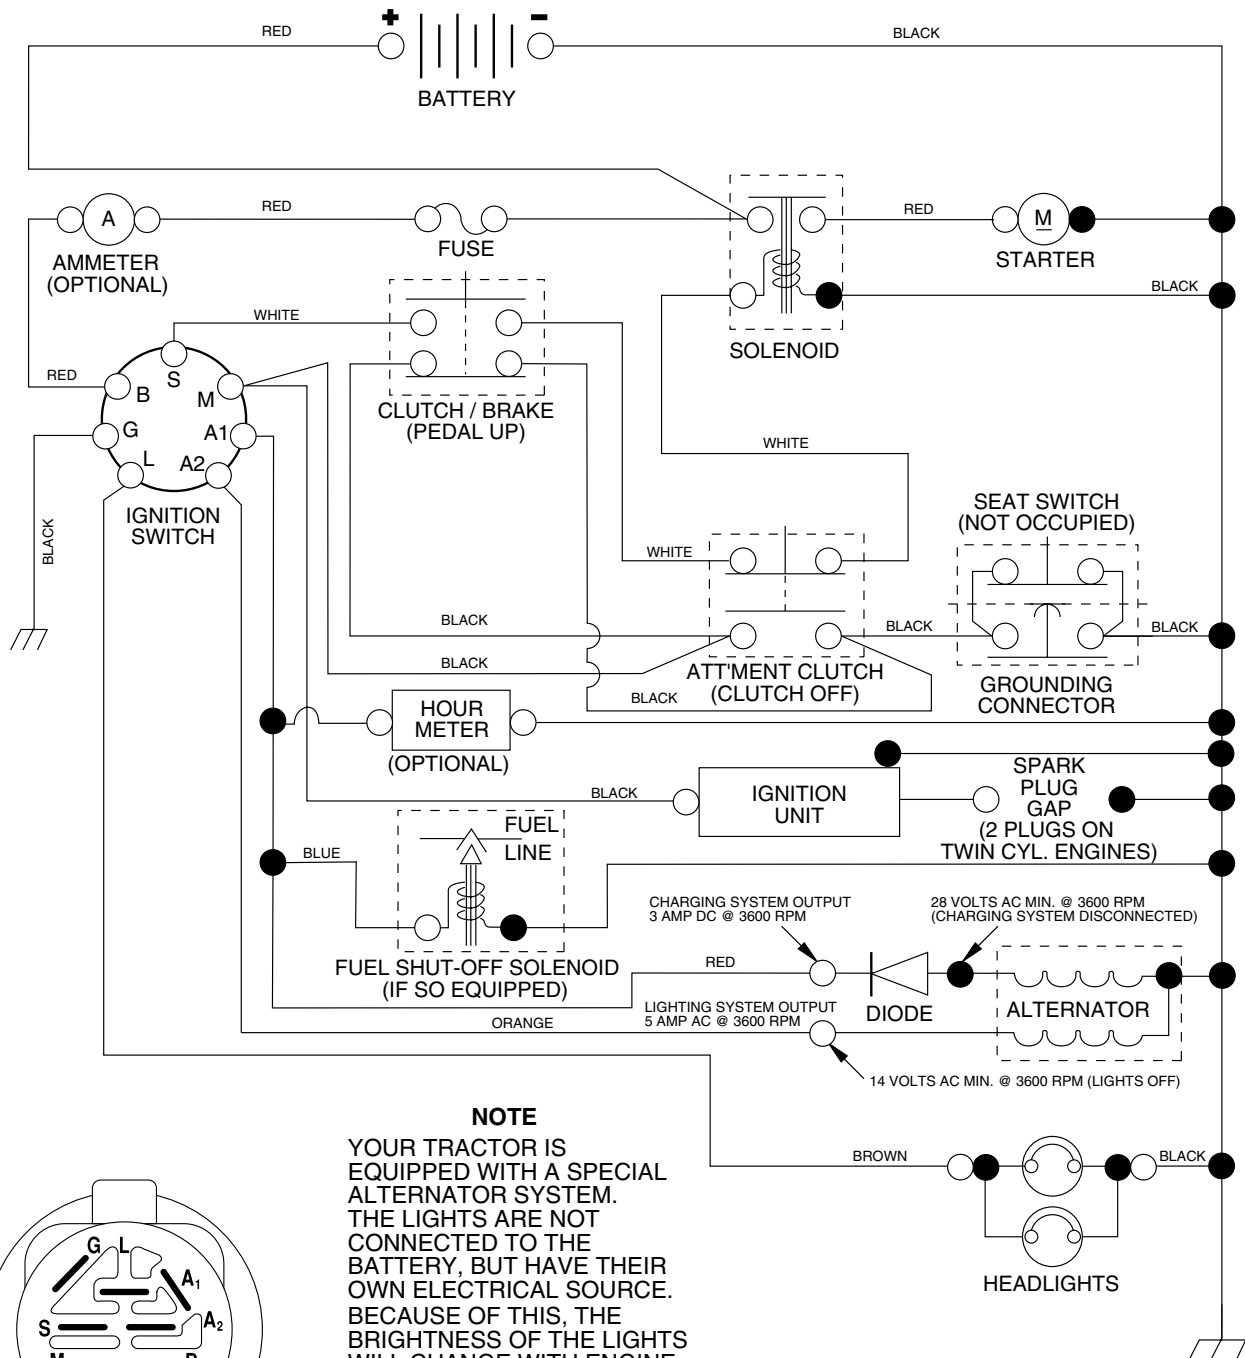 + -
RED
BLACK
BATTERY
A
RED
RED
M
FUSE
STARTER
AMMETER
(OPTIONAL)
BLACK
WHITE
SOLENOID
RED
S
B
M
G
A1
L
A2
CLUTCH / BRAKE
(PEDAL UP)
WHITE
IGNITION
SWITCH
BLACK
SEAT SWITCH
(NOT OCCUPIED)
WHITE
BLACK
BLACK
BLACK
BLACK
ATT'MENT CLUTCH
(CLUTCH OFF)
BLACK
GROUNDING
CONNECTOR
HOUR
METER
(OPTIONAL)
BLACK
IGNITION
UNIT
SPARK
PLUG
GAP
(2 PLUGS ON
TWIN CYL. ENGINES)
FUEL
LINE
BLUE
CHARGING SYSTEM OUTPUT
3 AMP DC @ 3600 RPM
28 VOLTS AC MIN. @ 3600 RPM
(CHARGING SYSTEM DISCONNECTED)
FUEL SHUT-OFF SOLENOID
(IF SO EQUIPPED)
RED
DIODE
ALTERNATOR
LIGHTING SYSTEM OUTPUT
5 AMP AC @ 3600 RPM
ORANGE
14 VOLTS AC MIN. @ 3600 RPM (LIGHTS OFF)
NOTE
YOUR TRACTOR IS
EQUIPPED WITH A SPECIAL
ALTERNATOR SYSTEM.
THE LIGHTS ARE NOT
CONNECTED TO THE
BATTERY, BUT HAVE THEIR
OWN ELECTRICAL SOURCE.
BECAUSE OF THIS, THE
BRIGHTNESS OF THE LIGHTS
WILL CHANGE WITH ENGINE
BROWN
BLACK
HEADLIGHTS
G L
A1
A2
S
M
B